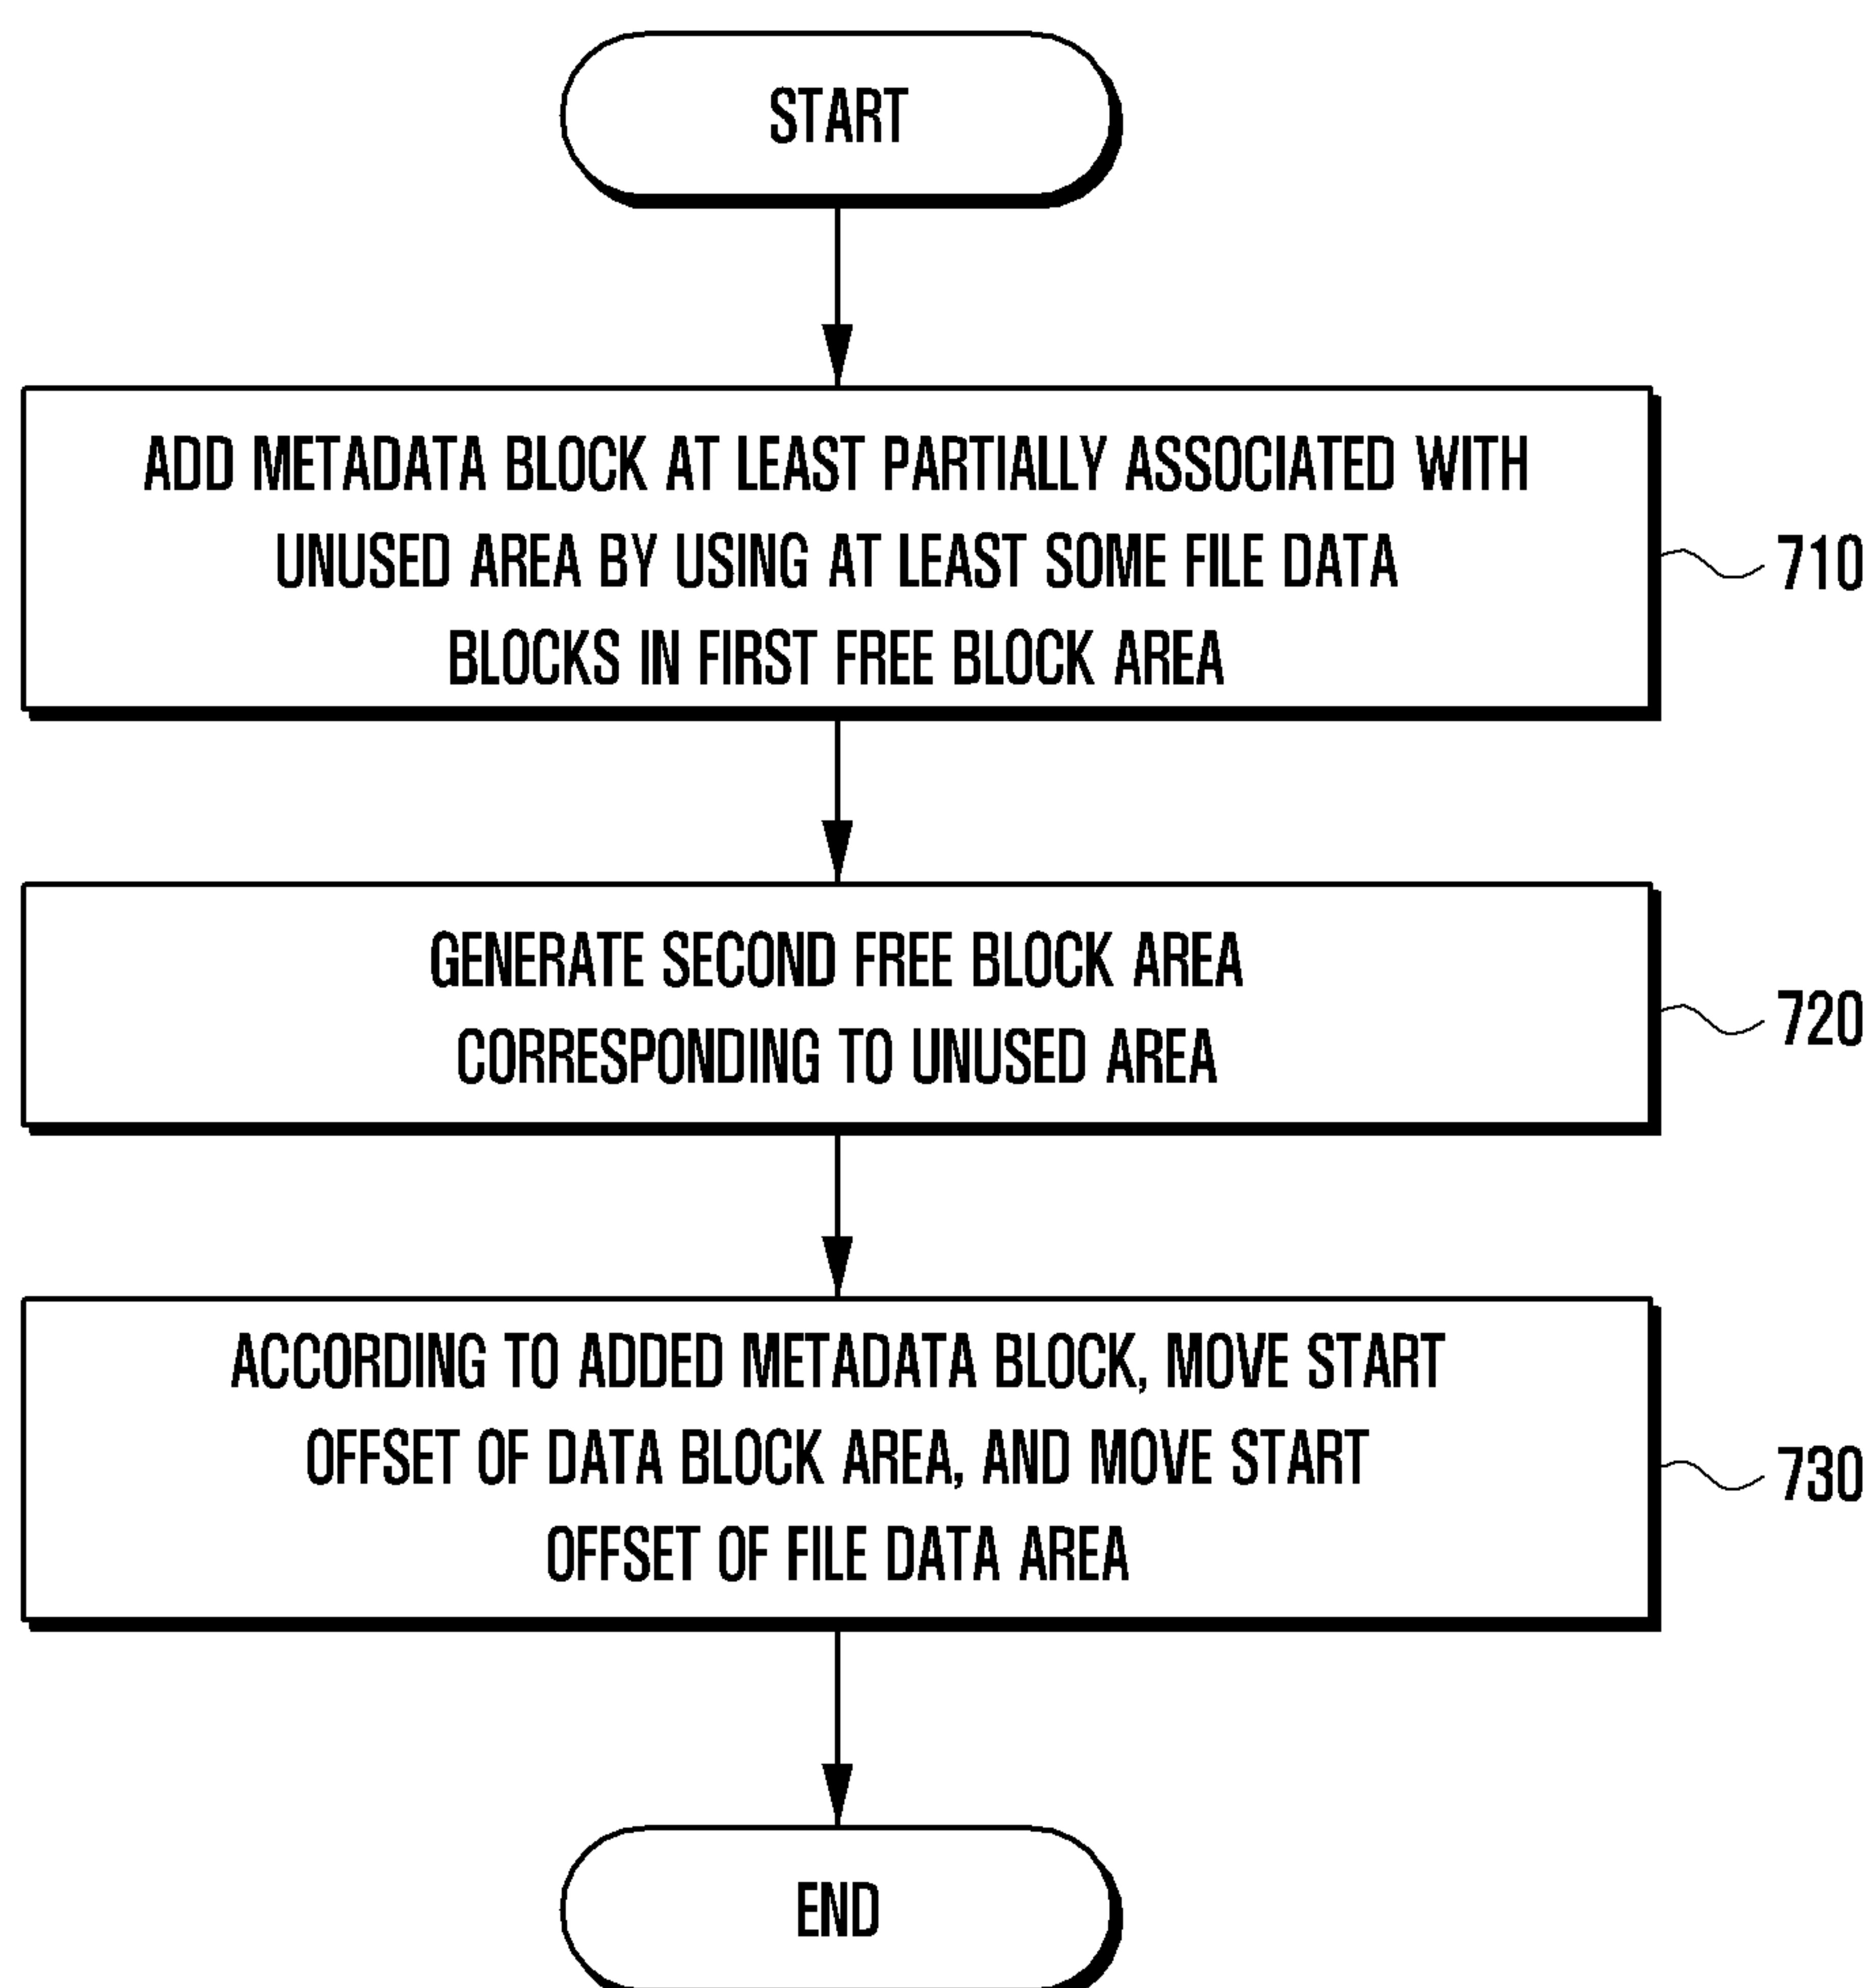 START
ADD METADATA BLOCK AT LEAST PARTIALLY ASSOCIATED WITH
UNUSED AREA BY USING AT LEAST SOME FILE DATA
BLOCKS IN FIRST FREE BLOCK AREA
710
GENERATE SECOND FREE BLOCK AREA
CORRESPONDING TO UNUSED AREA
720
ACCORDING TO ADDED METADATA BLOCK, MOVE START
OFFSET OF DATA BLOCK AREA, AND MOVE START
OFFSET OF FILE DATA AREA
730
END